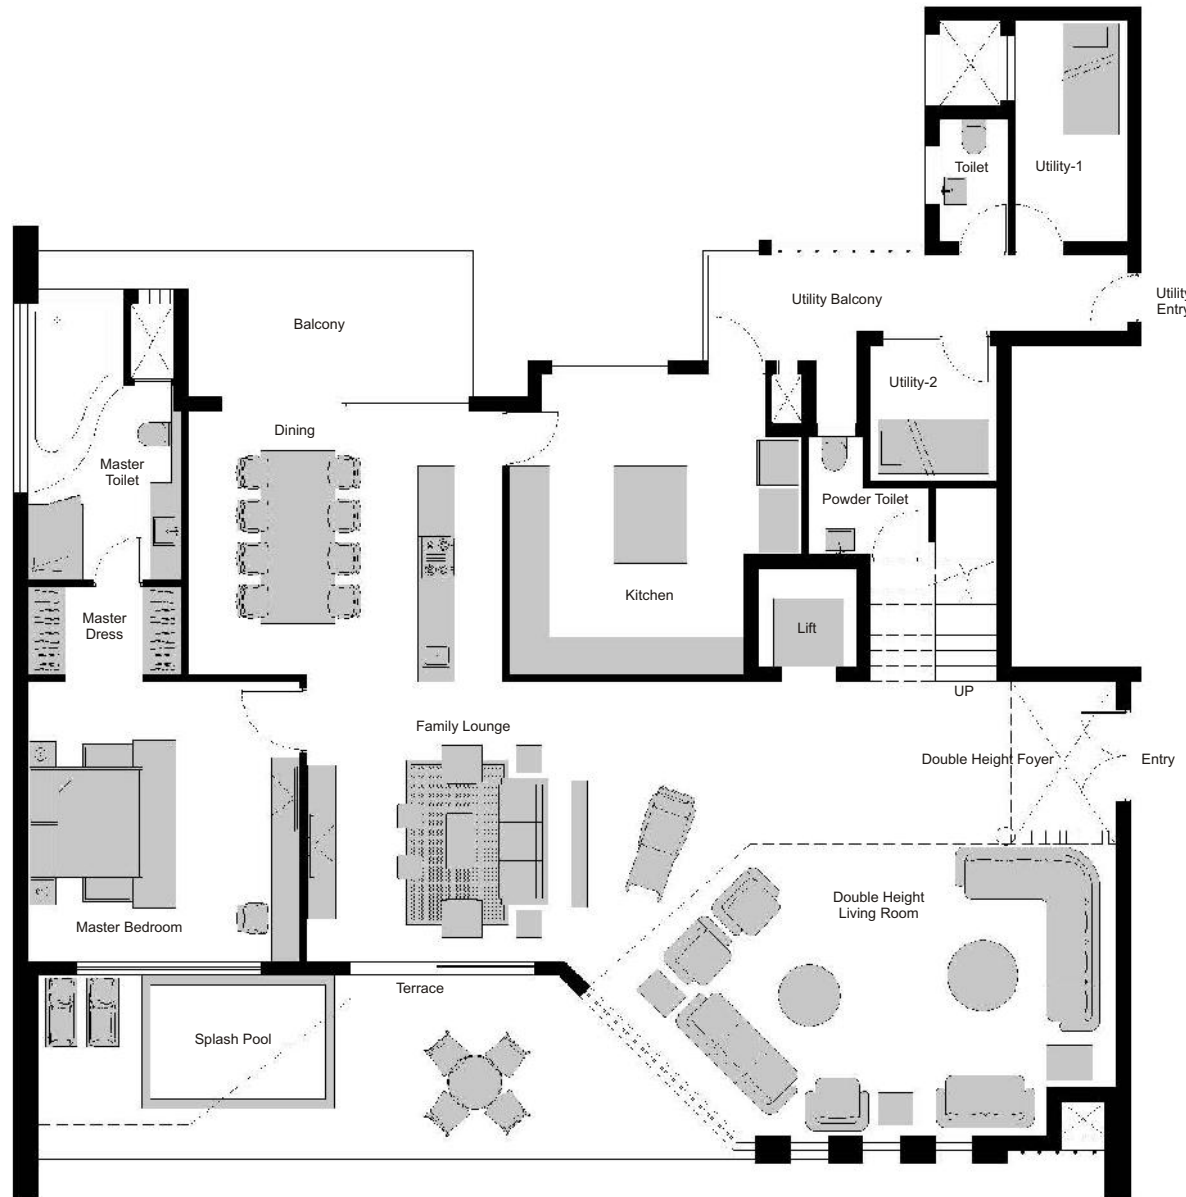 Toilet
Utility-1
Utility Balcony
Utility
Entry
Balcony
Utility-2
Dining
Master
Toilet
Powder Toilet
Kitchen
Master
Dress
Lift
UP
Family Lounge
Double Height Foyer
Entry
Double Height
Living Room
Master Bedroom
Terrace
Splash Pool